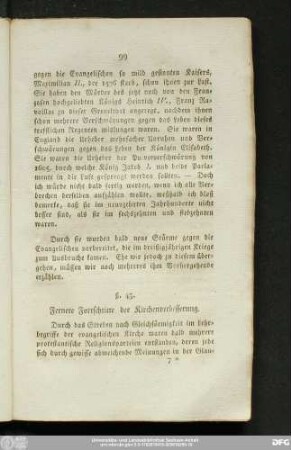 99
gegen die Evangelischen so mild gesinnten Kaisers,
Maximilian II., der 1576 starb, schon ihnen zur Last.
Sie haben den Mörder des jetzt noch von den Fran-
zosen hochgeliebten Königs Heinrich IV., Franz Ra-
vaillac zu dieser Greuelthat angeregt, nachdem ihnen
schon mehrere Verschwörungen gegen das Leben dieses
trefflichen Regenten mißlungen waren. Sie waren in
England die Urheber mehrfacher Unruhen und Ver-
schwörungen gegen das Leben der Königin Elisabeth.
Sie waren die Urheber der Pulververschwörung von
1605, durch welche König Jakob I. und beide Parla-
mente in die Luft gesprengt werden sollten. — Doch
ich würde nicht bald fertig werden, wenn ich alle Ver-
brechen derselben aufzählen wollte, weshalb ich bloß
bemerke, daß sie im neunzehnten Jahrhunderte nicht
besser sind, als sie im sechszehnten und siebzehnten
waren.
Durch sie wurden bald neue Stürme gegen die
Evangelischen vorbereitet, die im dreißigjährigen Kriege
zum Ausbruche kamen. Ehe wir jedoch zu diesem über-
gehen, müssen wir noch mehreres ihm Vorhergehende
erzählen.
§. 45.
Fernere Fortschritte der Kirchenverbesserung.
Durch das Streben nach Gleichförmigkeit im Lehr-
begriffe der evangelischen Kirche waren bald mehrere
protestantische Religionsparteien entstanden, deren jede
sich durch gewisse abweichende Meinungen in der Glau-
7 *